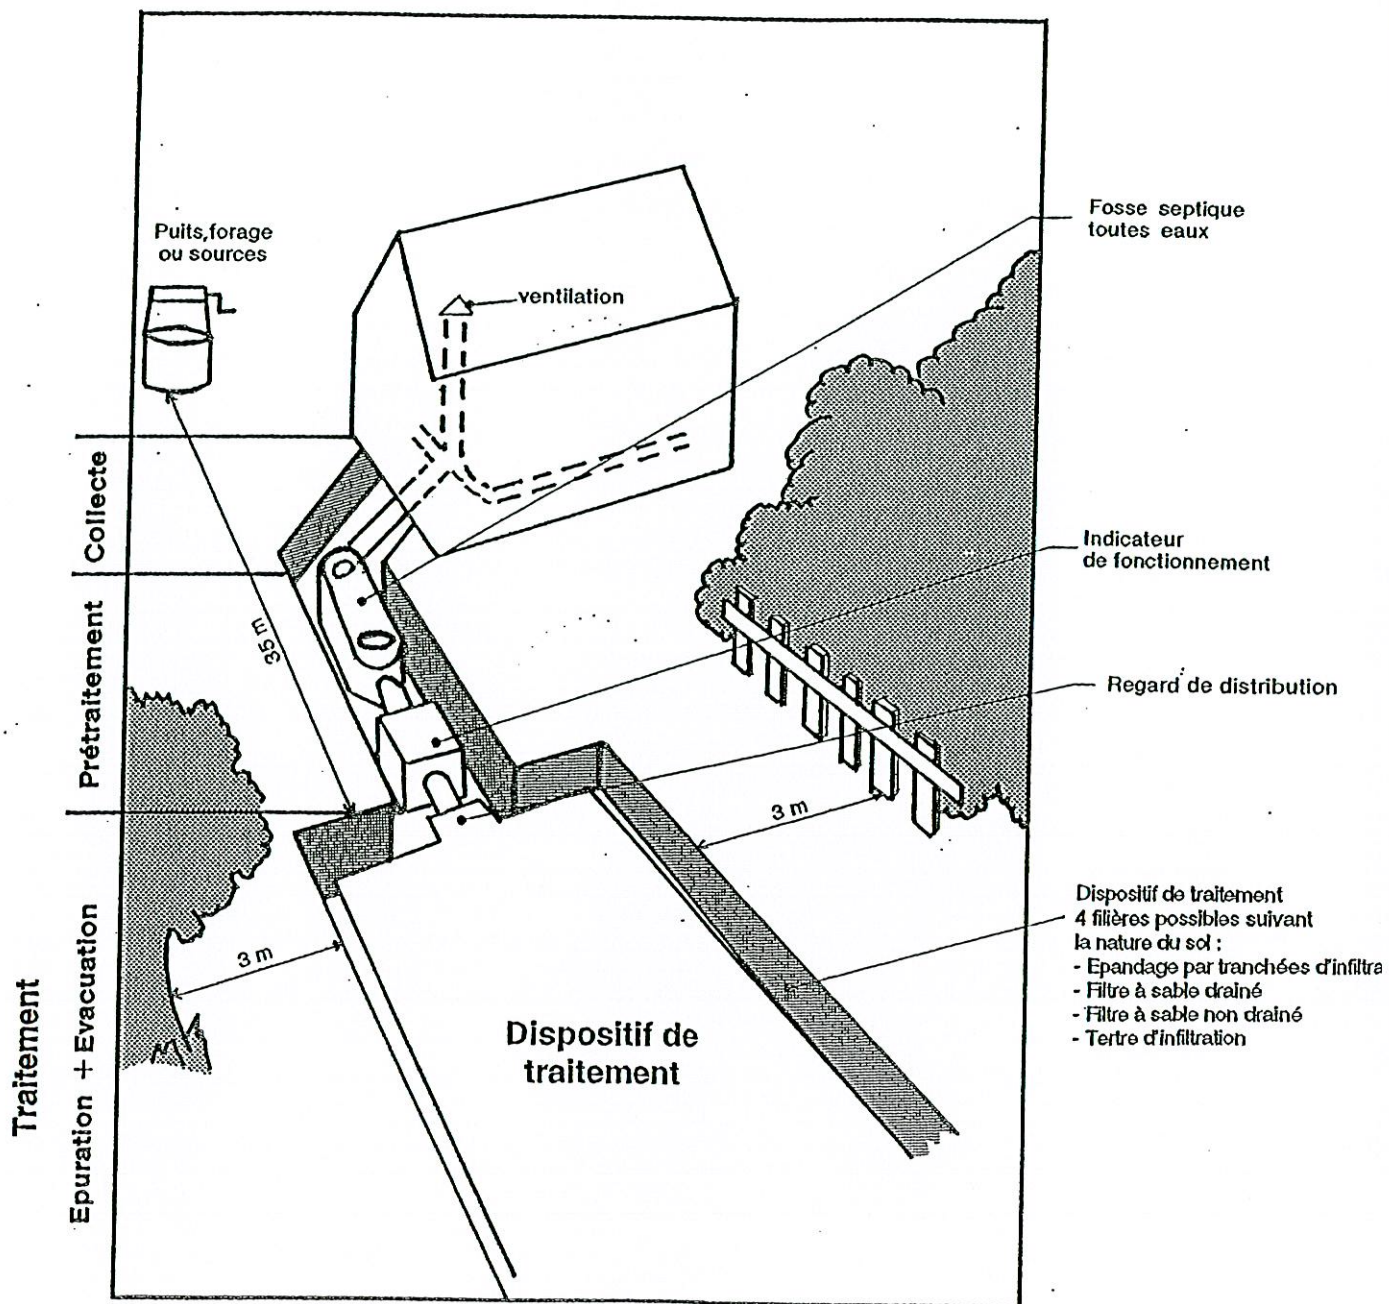 Puits,forage
ou sources
ventilation
Fosse septique
toutes eaux
Collecte
Indicateur
de fonctionnement
Prétraitement
35 m
Regard de distribution
3 m
Dispositif de traitement
4 filières possibles suivant
la nature du sol :
- Epandage par tranchées d'infiltra
- Filtre à sable drainé
- Filtre à sable non drainé
- Tertre d'infiltration
3 m
Traitement
Epuration + Evacuation
Dispositif de
traitement